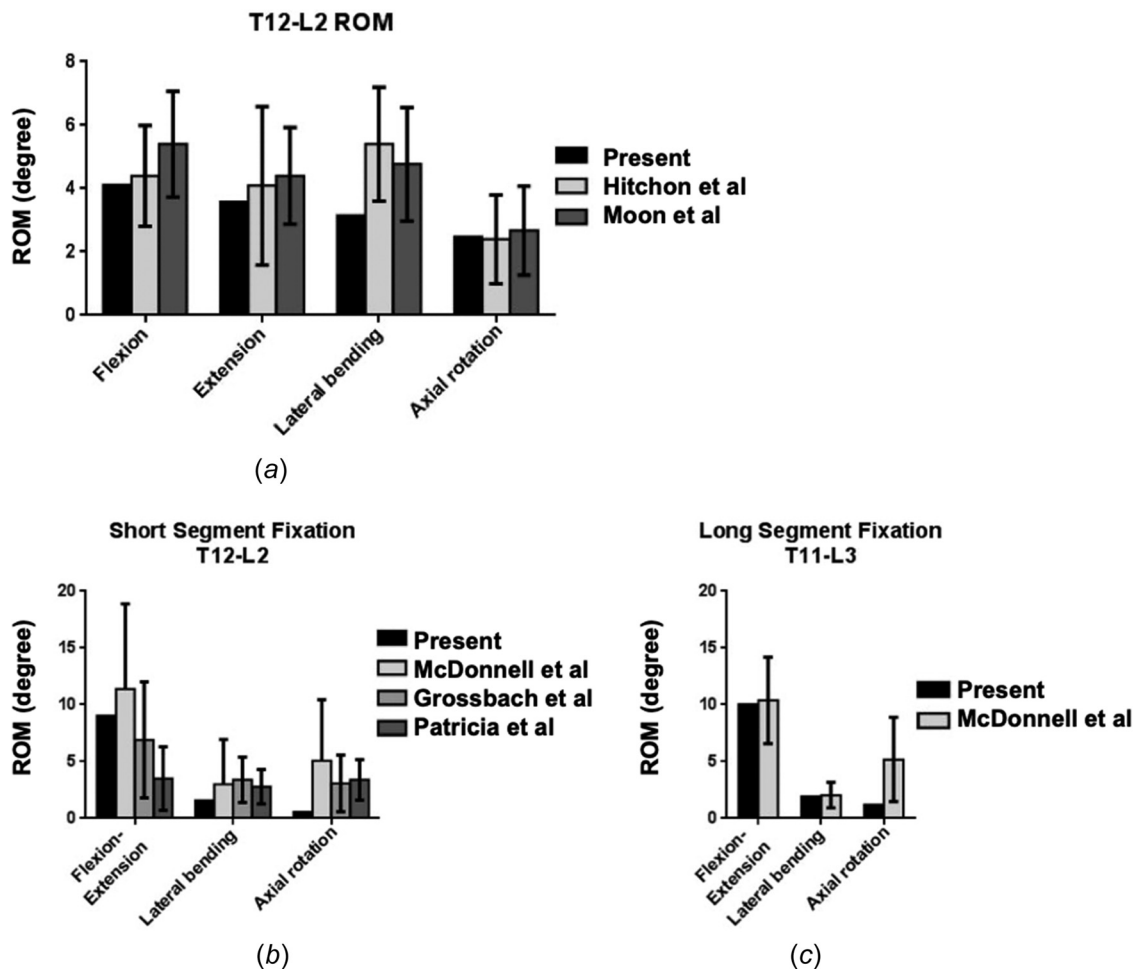 T12-L2 ROM
ROM (degree)
8
6
4
2
0
Flexion
Extension
Lateral bending
Axial rotation
Present
Hitchon et al
Moon et al
(a)
Short Segment Fixation
T12-L2
ROM (degree)
20
15
10
5
0
Flexion-
Extension
Lateral bending
Axial rotation
Present
McDonnell et al
Grossbach et al
Patricia et al
(b)
Long Segment Fixation
T11-L3
ROM (degree)
20
15
10
5
0
Flexion-
Extension
Lateral bending
Axial rotation
Present
McDonnell et al
(c)